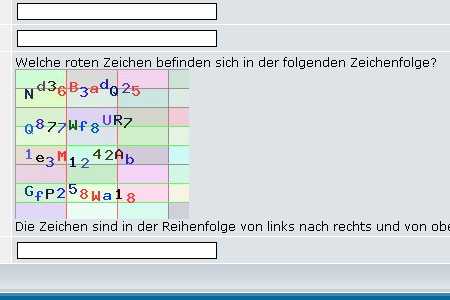 Welche roten Zeichen befinden sich in der folgenden Zeichenfolge?
Nd36B3adQ25
Q877Wf8UR7
1e3M1242Ab
GfP258Wa18
Die Zeichen sind in der Reihenfolge von links nach rechts und von obe